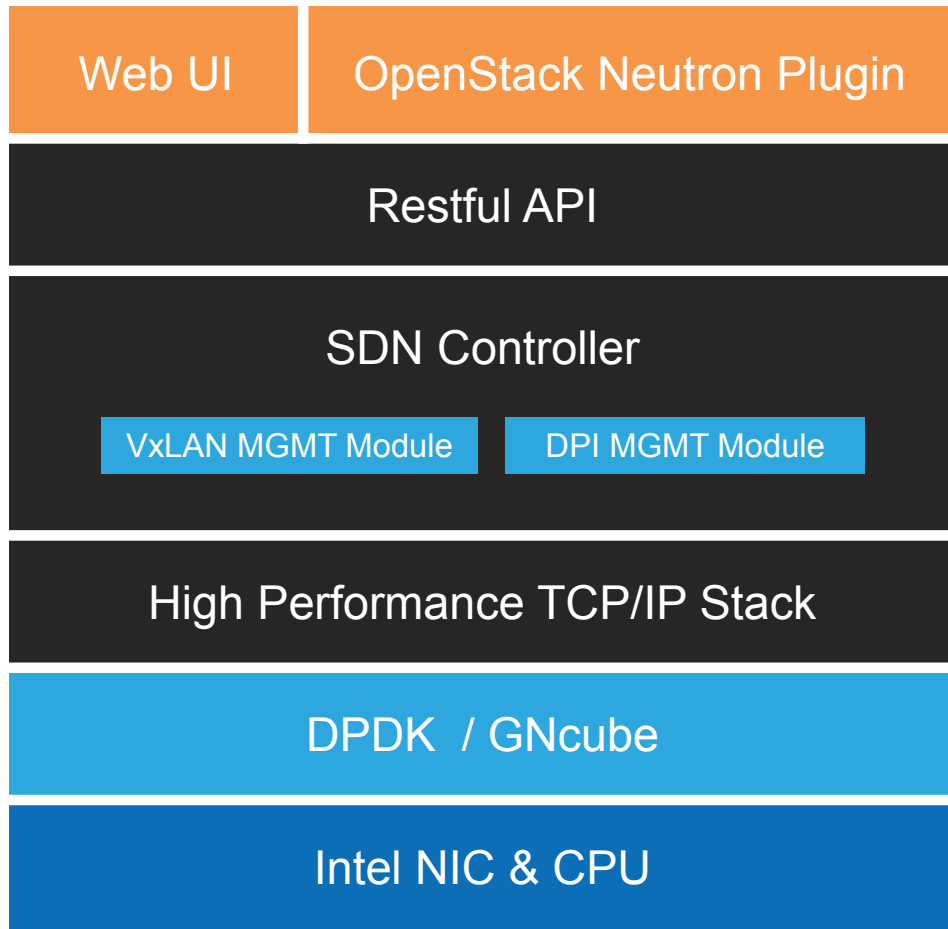 Web UI
OpenStack Neutron Plugin
Restful API
SDN Controller
VxLAN MGMT Module
DPI MGMT Module
High Performance TCP/IP Stack
DPDK / GNcube
Intel NIC & CPU